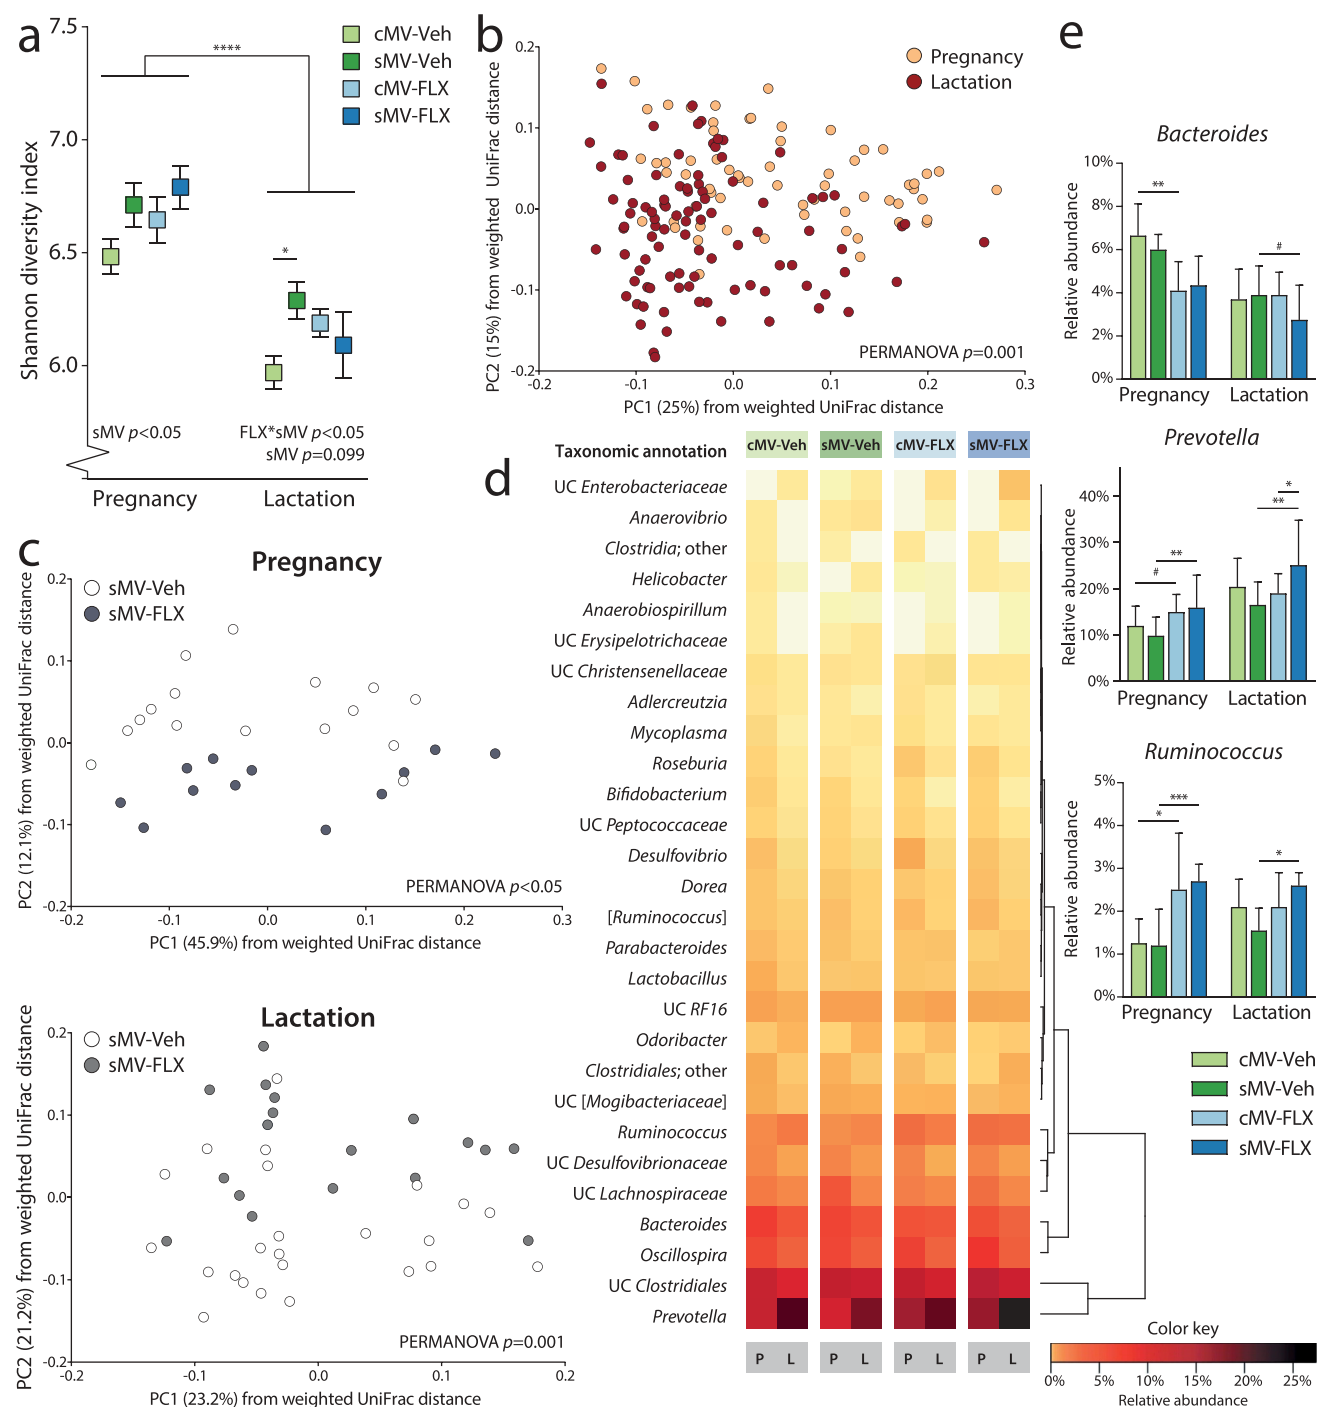 a
7.5
7.0
6.5
6.0
Shannon diversity index
****
*
cMV-Veh
sMV-Veh
cMV-FLX
sMV-FLX
sMV p<0.05
FLX*sMV p<0.05
sMV p=0.099
Pregnancy
Lactation
b
0.2
0.1
0.0
-0.1
-0.2
PC2 (15%) from weighted UniFrac distance
Pregnancy
Lactation
PERMANOVA p=0.001
-0.2
-0.1
0.0
0.1
0.2
0.3
PC1 (25%) from weighted UniFrac distance
c
Pregnancy
sMV-Veh
sMV-FLX
0.2
0.1
0.0
-0.1
-0.2
PC2 (12.1%) from weighted UniFrac distance
PERMANOVA p<0.05
-0.2
-0.1
0.0
0.1
0.2
0.3
PC1 (45.9%) from weighted UniFrac distance
Lactation
sMV-Veh
sMV-FLX
0.2
0.1
0.0
-0.1
-0.2
PC2 (21.2%) from weighted UniFrac distance
PERMANOVA p=0.001
-0.2
-0.1
0.0
0.1
0.2
PC1 (23.2%) from weighted UniFrac distance
d
Taxonomic annotation
cMV-Veh
sMV-Veh
cMV-FLX
sMV-FLX
UC Enterobacteriaceae
Anaerovibrio
Clostridia; other
Helicobacter
Anaerobiospirillum
UC Erysipelotrichaceae
UC Christensenellaceae
Adlercreutzia
Mycoplasma
Roseburia
Bifidobacterium
UC Peptococcaceae
Desulfovibrio
Dorea
[Ruminococcus]
Parabacteroides
Lactobacillus
UC RF16
Odoribacter
Clostridiales; other
UC [Mogibacteriaceae]
Ruminococcus
UC Desulfovibrionaceae
UC Lachnospiraceae
Bacteroides
Oscillospira
UC Clostridiales
Prevotella
P L P L P L P L
Color key
0% 5% 10% 15% 20% 25%
Relative abundance
e
Bacteroides
10%
8%
6%
4%
2%
0%
Relative abundance
**
#
Pregnancy
Lactation
Prevotella
40%
30%
20%
10%
0%
Relative abundance
#
**
**
*
Pregnancy
Lactation
Ruminococcus
5%
4%
3%
2%
1%
0%
Relative abundance
*
***
*
Pregnancy
Lactation
cMV-Veh
sMV-Veh
cMV-FLX
sMV-FLX